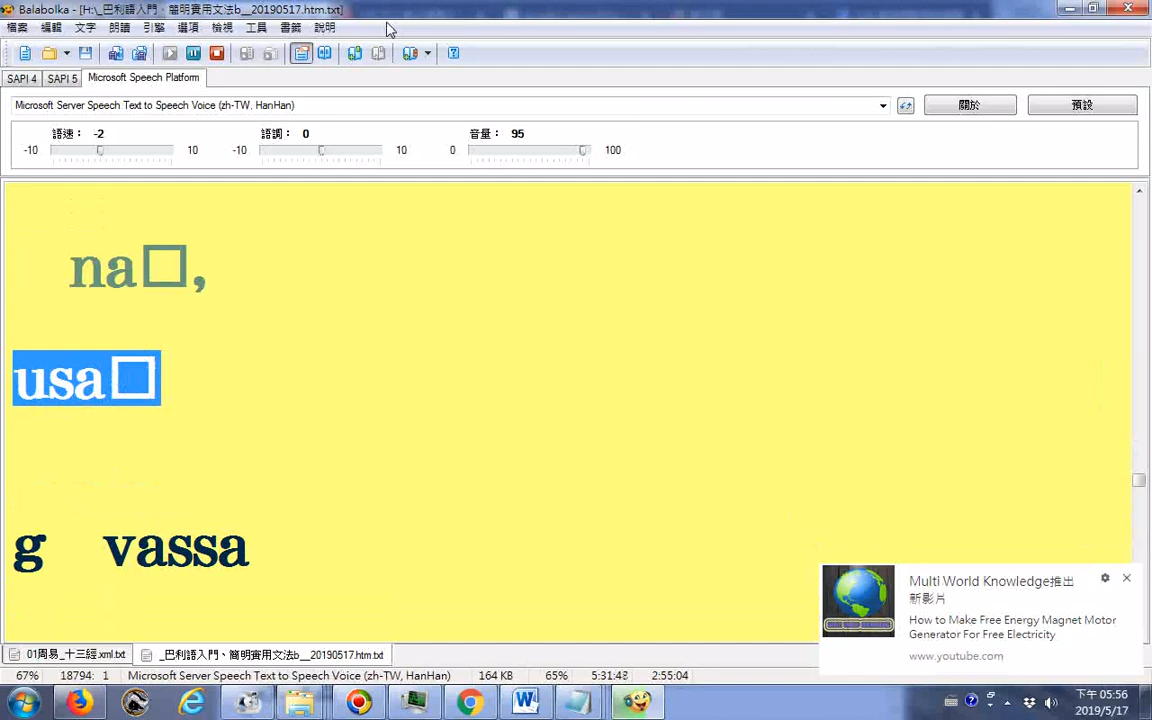 Balabolka - [H:\_巴利語入門、簡明實用文法b__20190517.htm.txt]
檔案 編輯 文字 朗讀 引擎 選項 檢視 工具 書籤 說明
SAPI 4 SAPI 5 Microsoft Speech Platform
Microsoft Server Speech Text to Speech Voice (zh-TW, HanHan) 關於 預設
語速： -2 語調： 0 音量： 95
-10 10 -10 10 0 100
na□,
usa□
g vassa
Multi World Knowledge推出
新影片
How to Make Free Energy Magnet Motor
Generator For Free Electricity
www.youtube.com
01周易_十三經.xml.txt _巴利語入門、簡明實用文法b__20190517.htm.txt
67% 18794: 1 Microsoft Server Speech Text to Speech Voice (zh-TW, HanHan) 164 KB 65% 5:31:48 2:55:04
下午 05:56
2019/5/17